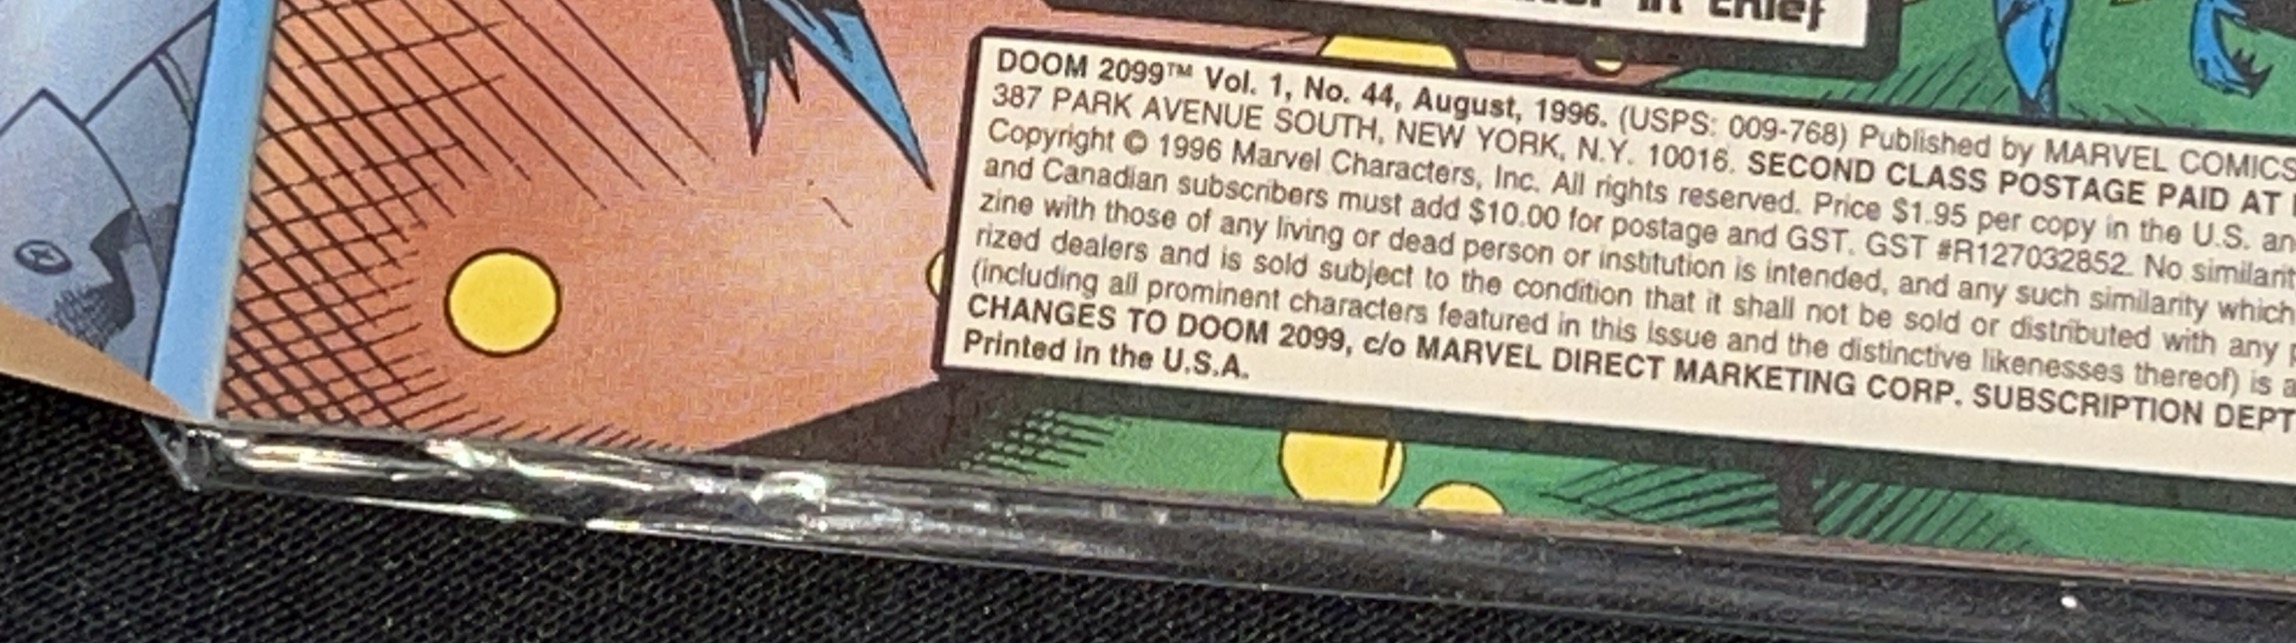 in chief
DOOM 2099™ Vol. 1, No. 44, August, 1996. (USPS: 009-768) Published by MARVEL COMICS
387 PARK AVENUE SOUTH, NEW YORK, N.Y. 10016. SECOND CLASS POSTAGE PAID AT
Copyright © 1996 Marvel Characters, Inc. All rights reserved. Price $1.95 per copy in the U.S.
and Canadian subscribers must add $10.00 for postage and GST. GST #R127032852. No
zine with those of any living or dead person or institution is intended, and any such similarity which
rized dealers and is sold subject to the condition that it shall not be sold or distributed with any
(including all prominent characters featured in this issue and the distinctive likenesses thereof) is
CHANGES TO DOOM 2099, c/o MARVEL DIRECT MARKETING CORP. SUBSCRIPTION DEPT
Printed in the U.S.A.